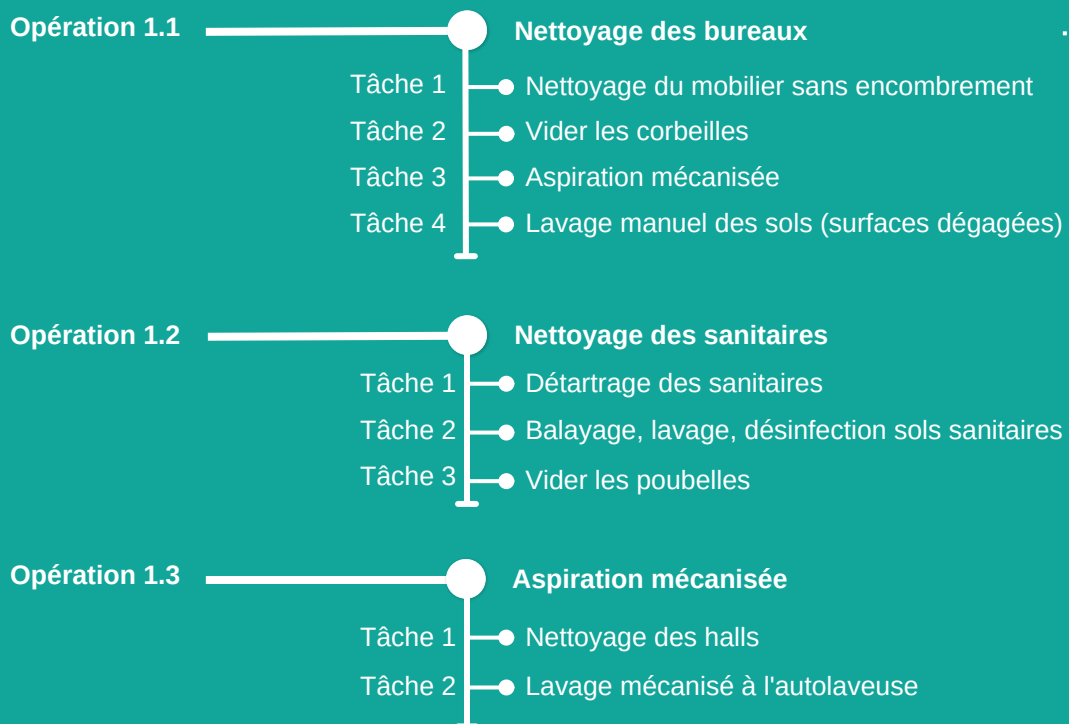 Opération 1.1 Nettoyage des bureaux
Tâche 1 Nettoyage du mobilier sans encombrement
Tâche 2 Vider les corbeilles
Tâche 3 Aspiration mécanisée
Tâche 4 Lavage manuel des sols (surfaces dégagées)
Opération 1.2 Nettoyage des sanitaires
Tâche 1 Détartrage des sanitaires
Tâche 2 Balayage, lavage, désinfection sols sanitaires
Tâche 3 Vider les poubelles
Opération 1.3 Aspiration mécanisée
Tâche 1 Nettoyage des halls
Tâche 2 Lavage mécanisé à l'autolaveuse